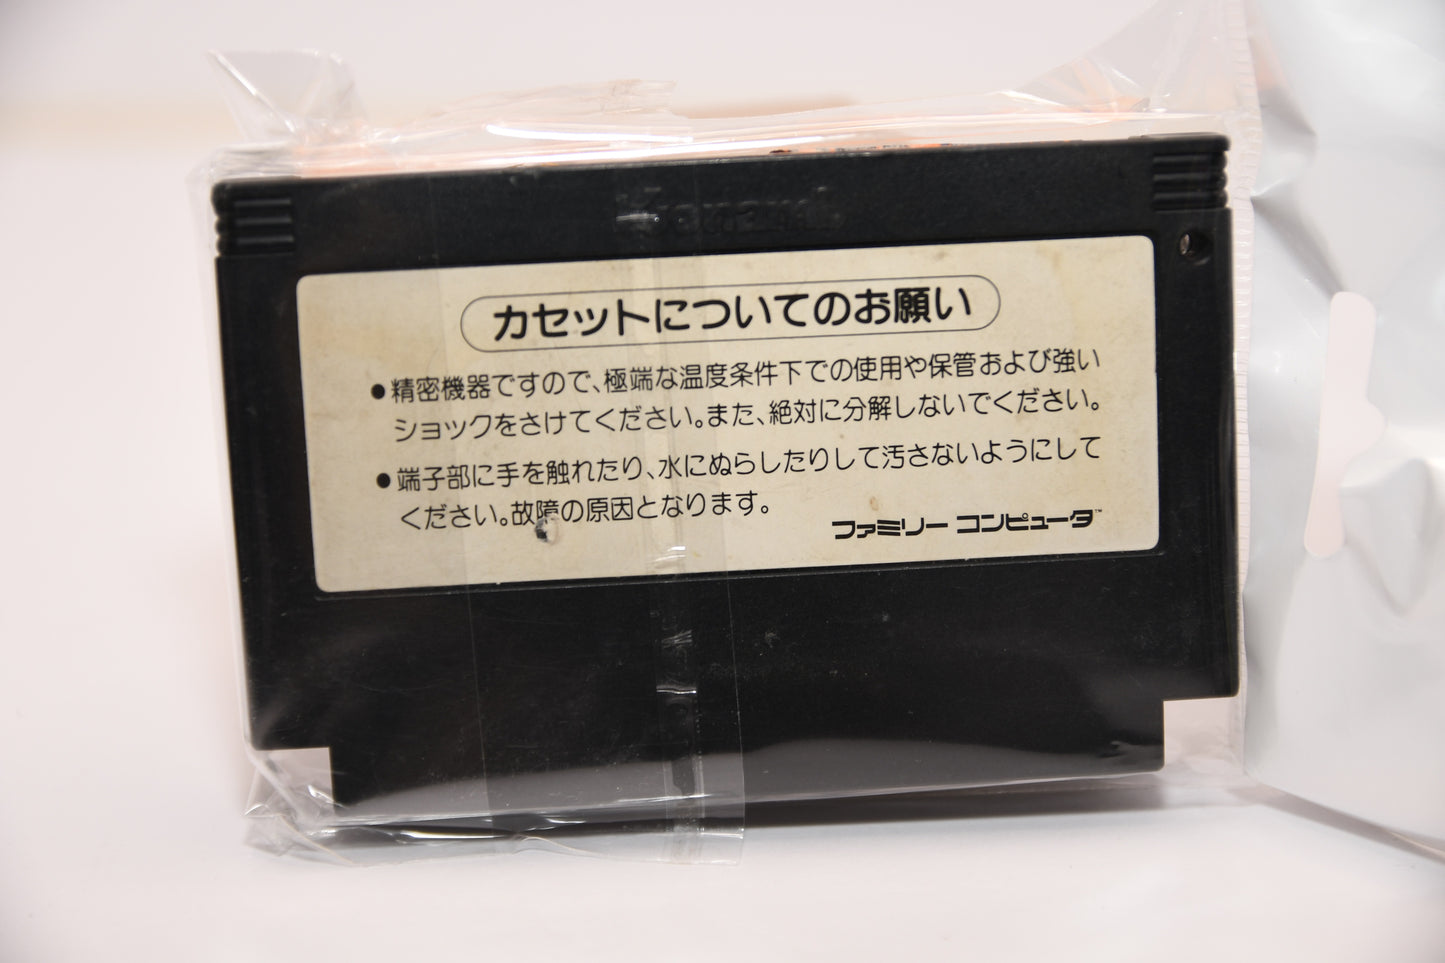 Konami
カセットについてのお願い
●精密機器ですので、極端な温度条件下での使用や保管および強い
ショックをさけてください。また、絶対に分解しないでください。
●端子部に手を触れたり、水にぬらしたりして汚さないようにして
ください。故障の原因となります。
ファミリー コンピュータ™